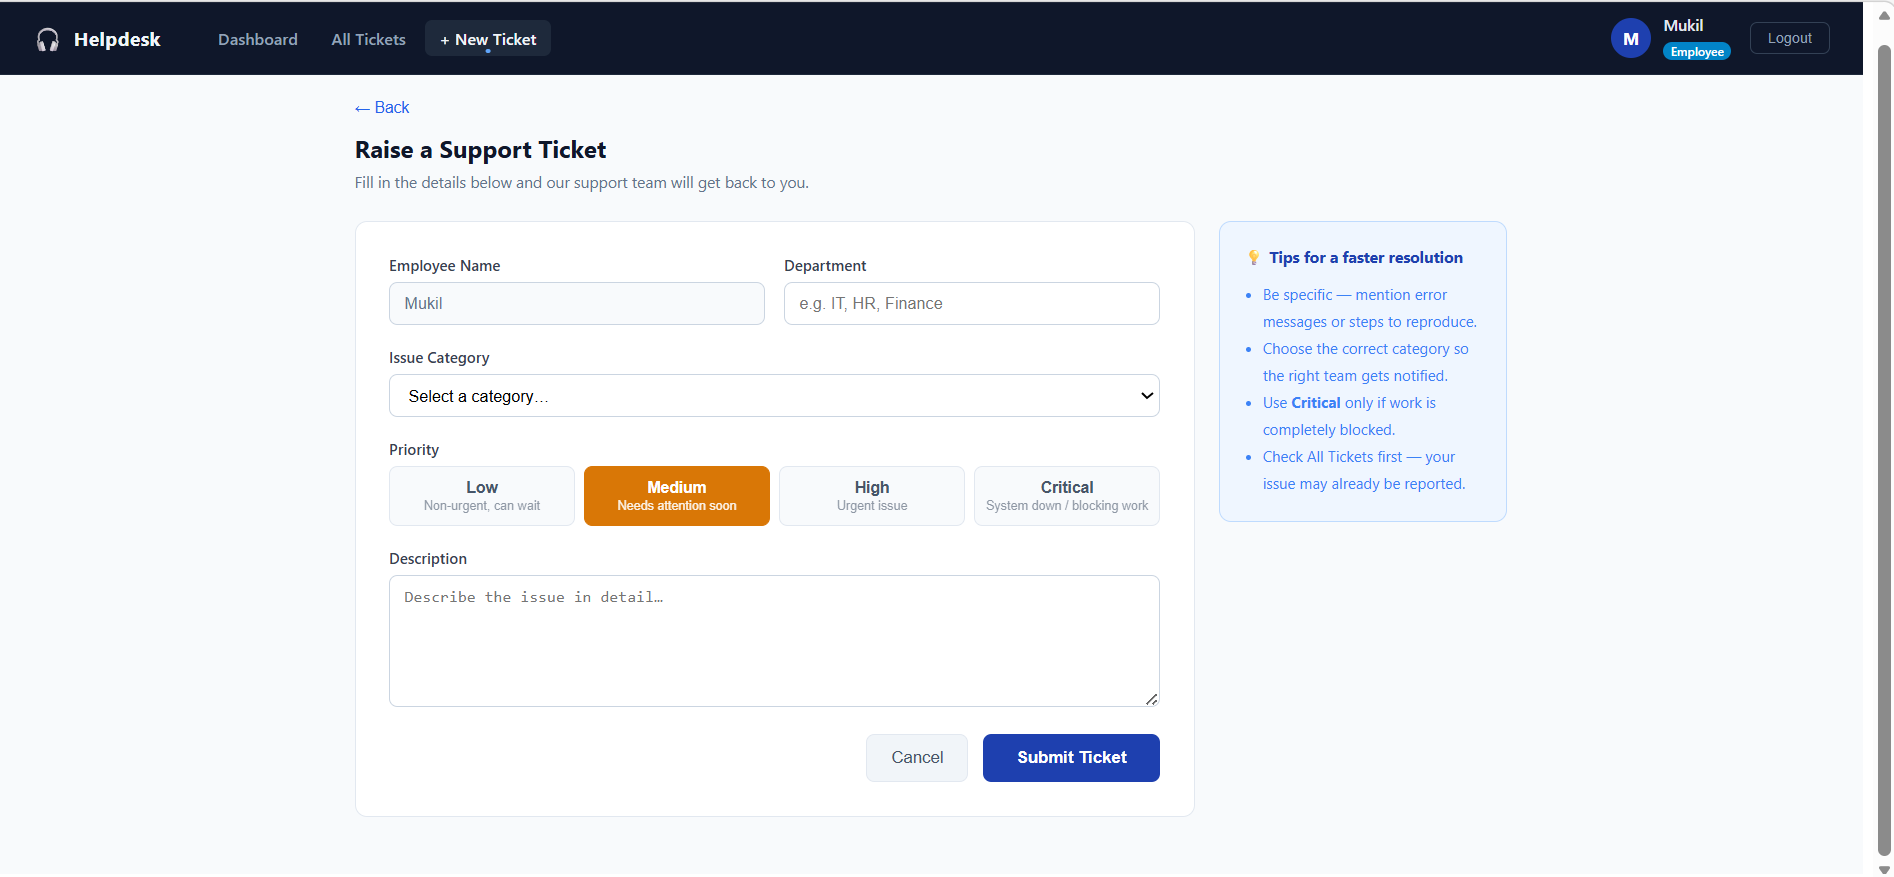 Helpdesk
Dashboard
All Tickets
+ New Ticket
M
Mukil
Employee
Logout
← Back
Raise a Support Ticket
Fill in the details below and our support team will get back to you.
Employee Name
Department
Mukil
e.g. IT, HR, Finance
Issue Category
Select a category…
Priority
Low
Non-urgent, can wait
Medium
Needs attention soon
High
Urgent issue
Critical
System down / blocking work
Description
Describe the issue in detail…
Cancel
Submit Ticket
Tips for a faster resolution
• Be specific — mention error
messages or steps to reproduce.
• Choose the correct category so
the right team gets notified.
• Use Critical only if work is
completely blocked.
• Check All Tickets first — your
issue may already be reported.